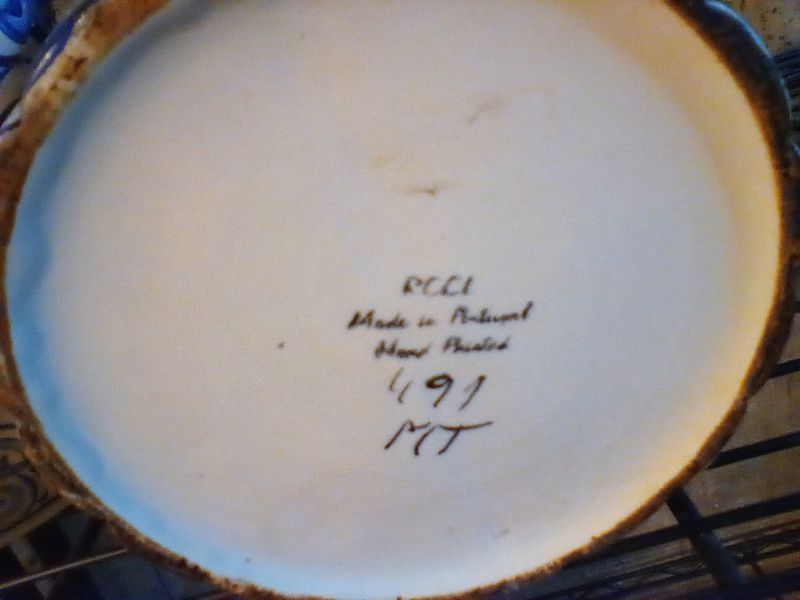 RCCL
Made in Portugal
Hand Painted
491
MT